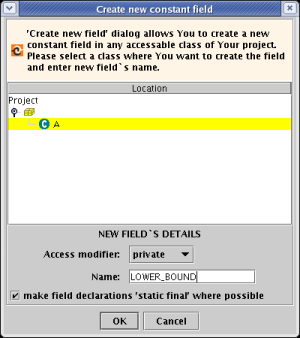 Create new constant field
'Create new field' dialog allows You to create a new
constant field in any accessable class of Your project.
Please select a class where You want to create the field
and enter new field`s name.
Location
Project
C A
NEW FIELD`S DETAILS
Access modifier: private
Name: LOWER_BOUND
make field declarations 'static final' where possible
OK Cancel